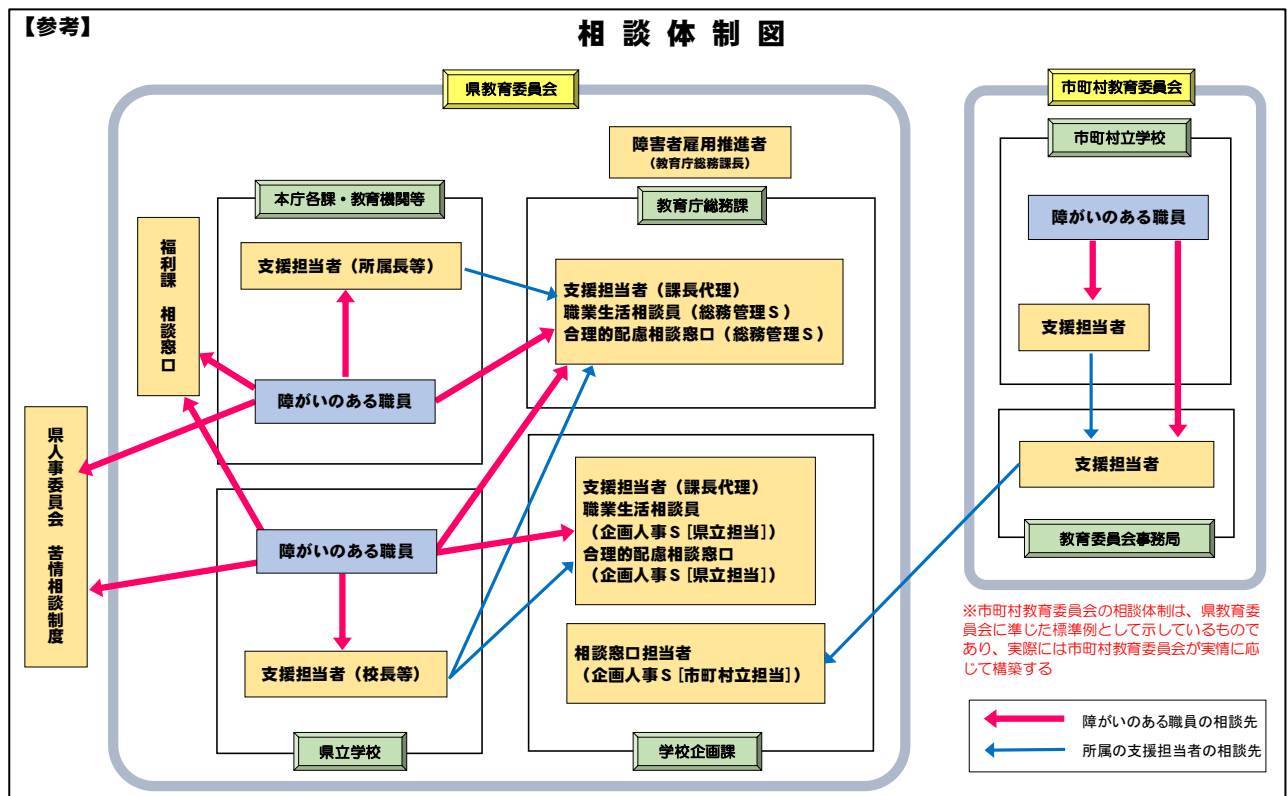 【参考】
相談体制図
県教育委員会
市町村教育委員会
障害者雇用推進者
(教育庁総務課長)
市町村立学校
本庁各課・教育機関等
教育庁総務課
障がいのある職員
福利課 相談窓口
支援担当者（所属長等）
支援担当者（課長代理）
職業生活相談員（総務管理Ｓ）
合理的配慮相談窓口（総務管理Ｓ）
支援担当者
障がいのある職員
県人事委員会 苦情相談制度
支援担当者
教育委員会事務局
障がいのある職員
支援担当者（課長代理）
職業生活相談員
（企画人事Ｓ［県立担当］）
合理的配慮相談窓口
（企画人事Ｓ［県立担当］）
支援担当者（校長等）
相談窓口担当者
（企画人事Ｓ［市町村立担当］）
県立学校
学校企画課
※市町村教育委員会の相談体制は、県教育委
員会に準じた標準例として示しているもので
あり、実際には市町村教育委員会が実情に応
じて構築する
障がいのある職員の相談先
所属の支援担当者の相談先